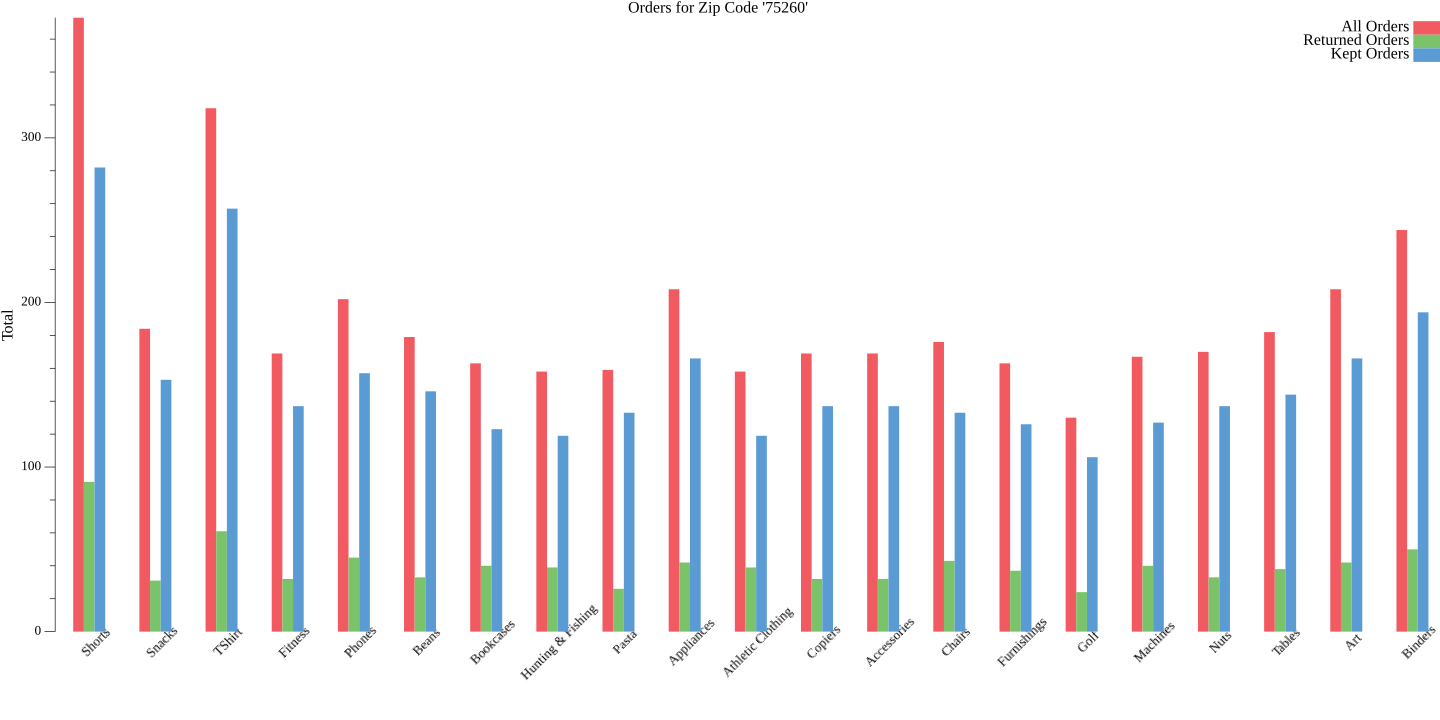 Orders for Zip Code '75260'
All Orders
Returned Orders
Kept Orders
Total
300
200
100
0
Shorts
Snacks
TShirt
Fitness
Phones
Beans
Bookcases
Hunting & Fishing
Pasta
Appliances
Athletic Clothing
Copiers
Accessories
Chairs
Furnishings
Golf
Machines
Nuts
Tables
Art
Binders